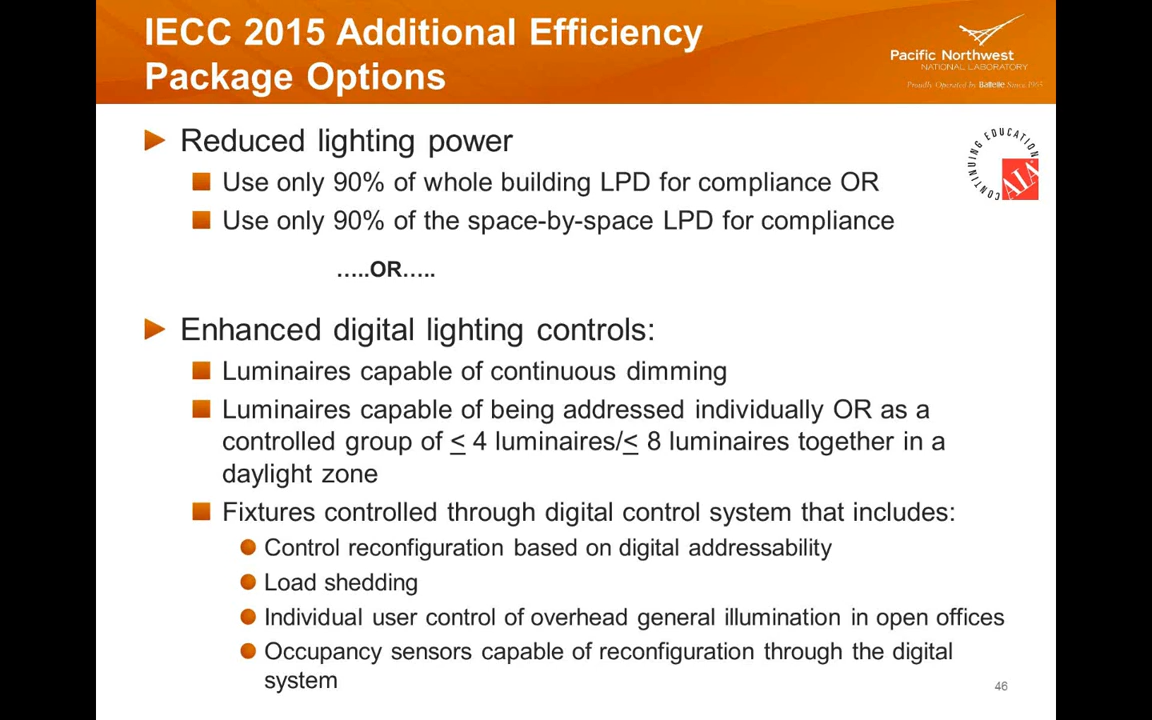 IECC 2015 Additional Efficiency
Package Options
Pacific Northwest
NATIONAL LABORATORY
Proudly Operated by Battelle Since 1965
Reduced lighting power
CONTINUING EDUCATION
AIA
Use only 90% of whole building LPD for compliance OR
Use only 90% of the space-by-space LPD for compliance
…..OR…..
Enhanced digital lighting controls:
Luminaires capable of continuous dimming
Luminaires capable of being addressed individually OR as a
controlled group of ≤ 4 luminaires/≤ 8 luminaires together in a
daylight zone
Fixtures controlled through digital control system that includes:
Control reconfiguration based on digital addressability
Load shedding
Individual user control of overhead general illumination in open offices
Occupancy sensors capable of reconfiguration through the digital
system
46